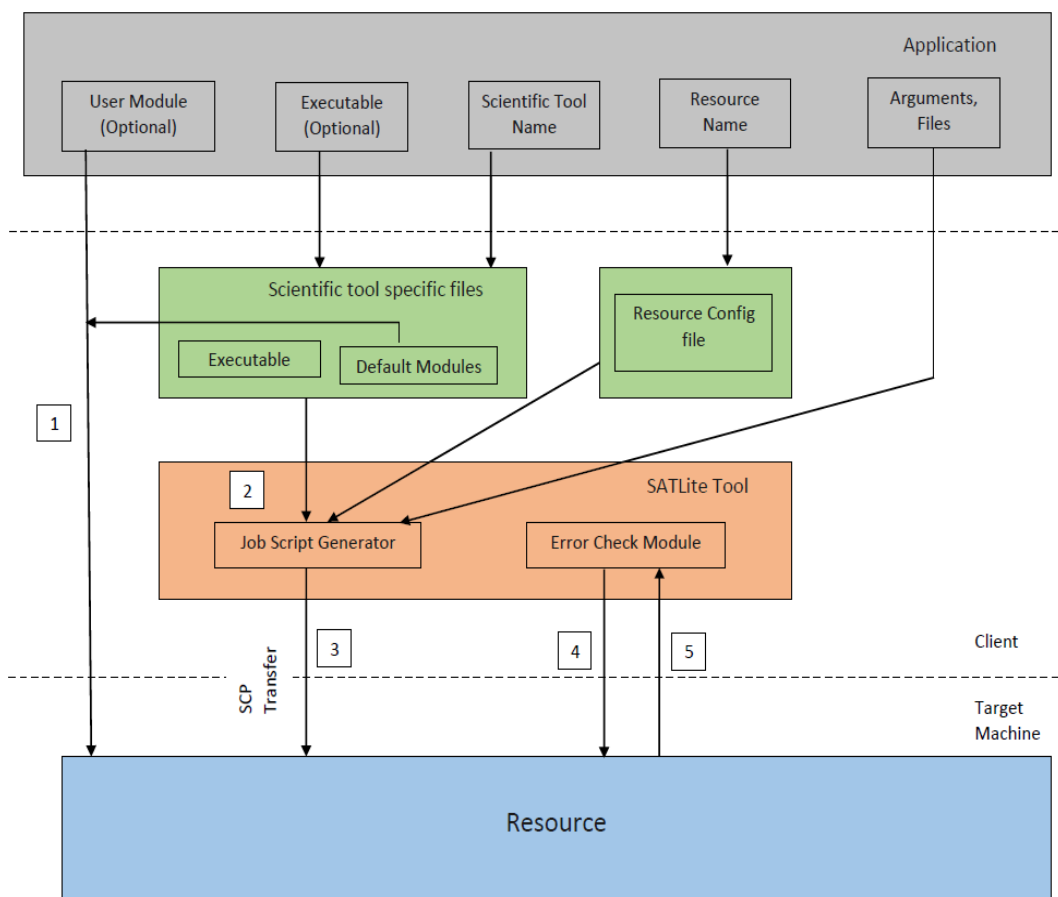 Application
User Module
(Optional)
Executable
(Optional)
Scientific Tool
Name
Resource
Name
Arguments,
Files
Scientific tool specific files
Executable
Default Modules
Resource Config
file
1
2
SATLite Tool
Job Script Generator
Error Check Module
3
4
5
SCP
Transfer
Client
Target
Machine
Resource